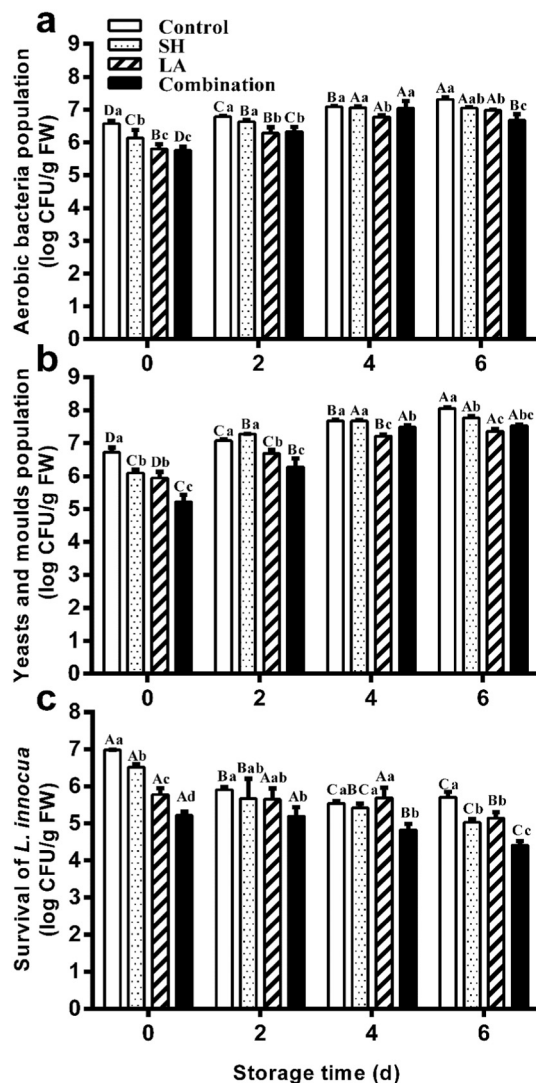 a
Control
SH
LA
Combination
Aerobic bacteria population
(log CFU/g FW)
9
8
7
6
5
4
3
2
1
0
Da Cb Bc Dc
Ca Ba Bb Cb
Ba Aa Ab Aa
Aa Aab Ab Bc
0 2 4 6
b
Yeasts and moulds population
(log CFU/g FW)
9
8
7
6
5
4
3
2
1
0
Da Cb Db Cc
Ca Ba Cb Bc
Ba Aa Bc Ab
Aa Ab Ac Abc
0 2 4 6
c
Survival of L. innocua
(log CFU/g FW)
8
7
6
5
4
3
2
1
0
Aa Ab Ac Ad
Ba Bab Aab Ab
Ca BCa Aa Bb
Ca Cb Bb Cc
0 2 4 6
Storage time (d)